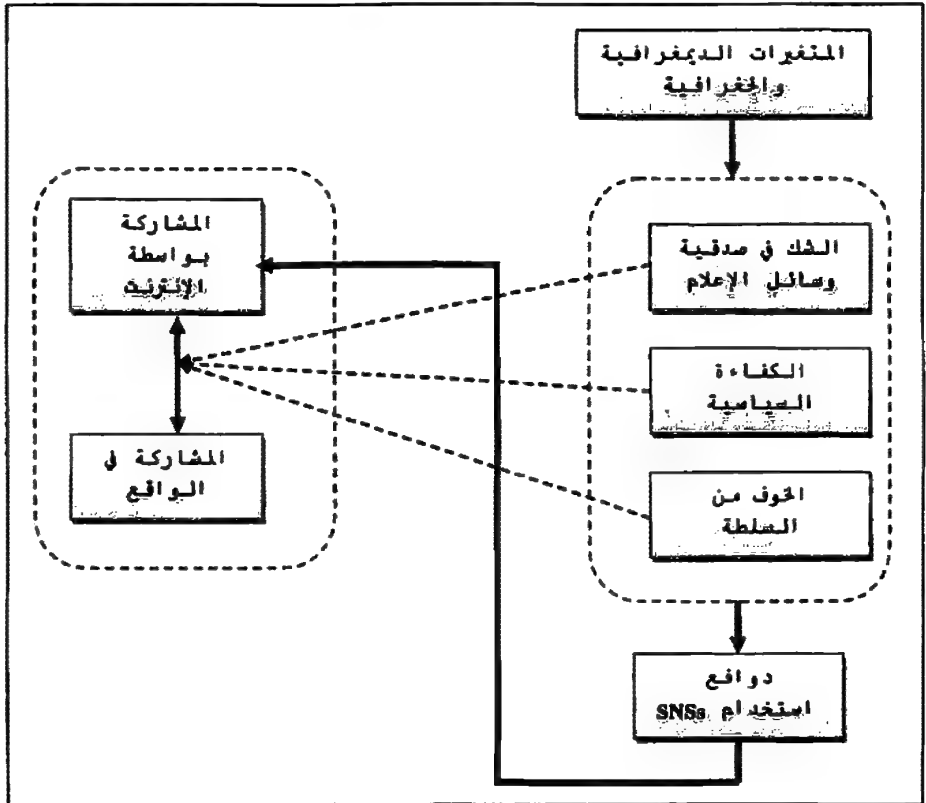 المتغيرات الديمغرافية
والجغرافية
الشك في صدقية
وسائل الإعلام
الكفاءة
السياسية
الخوف من
السلطة
دوافع
استخدام SNSs
المشاركة
بواسطة
الإنترنت
المشاركة في
الواقع